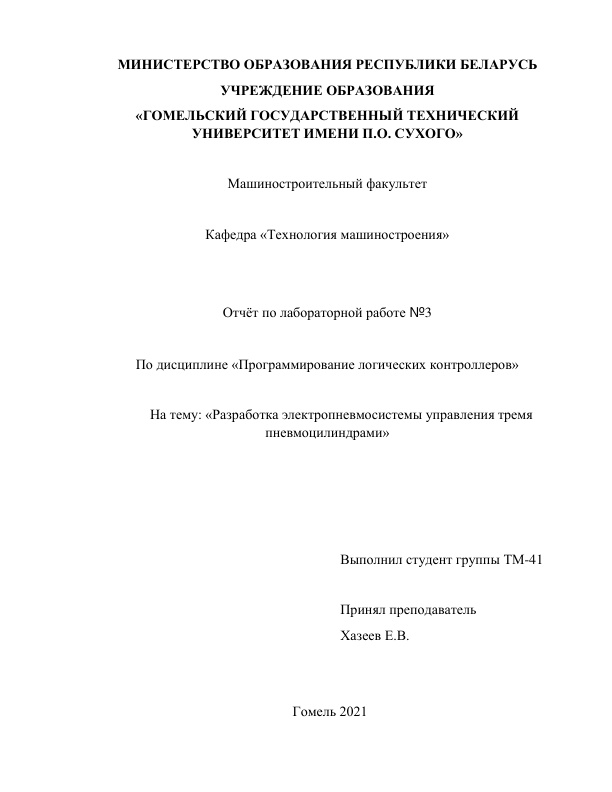 МИНИСТЕРСТВО ОБРАЗОВАНИЯ РЕСПУБЛИКИ БЕЛАРУСЬ
УЧРЕЖДЕНИЕ ОБРАЗОВАНИЯ
«ГОМЕЛЬСКИЙ ГОСУДАРСТВЕННЫЙ ТЕХНИЧЕСКИЙ
УНИВЕРСИТЕТ ИМЕНИ П.О. СУХОГО»
Машиностроительный факультет
Кафедра «Технология машиностроения»
Отчёт по лабораторной работе №3
По дисциплине «Программирование логических контроллеров»
На тему: «Разработка электропневмосистемы управления тремя
пневмоцилиндрами»
Выполнил студент группы ТМ-41
Принял преподаватель
Хазеев Е.В.
Гомель 2021